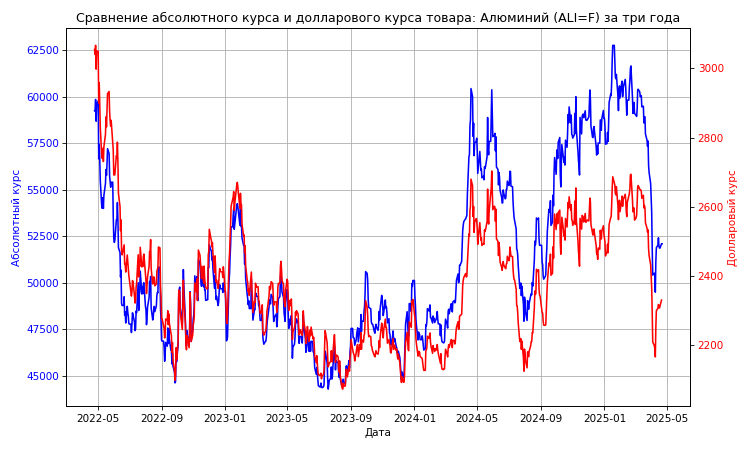 Сравнение абсолютного курса и долларового курса товара: Алюминий (ALI=F) за три года
Абсолютный курс
62500
60000
57500
55000
52500
50000
47500
45000
3000
2800
2600
2400
2200
Долларовый курс
2022-05 2022-09 2023-01 2023-05 2023-09 2024-01 2024-05 2024-09 2025-01 2025-05
Дата